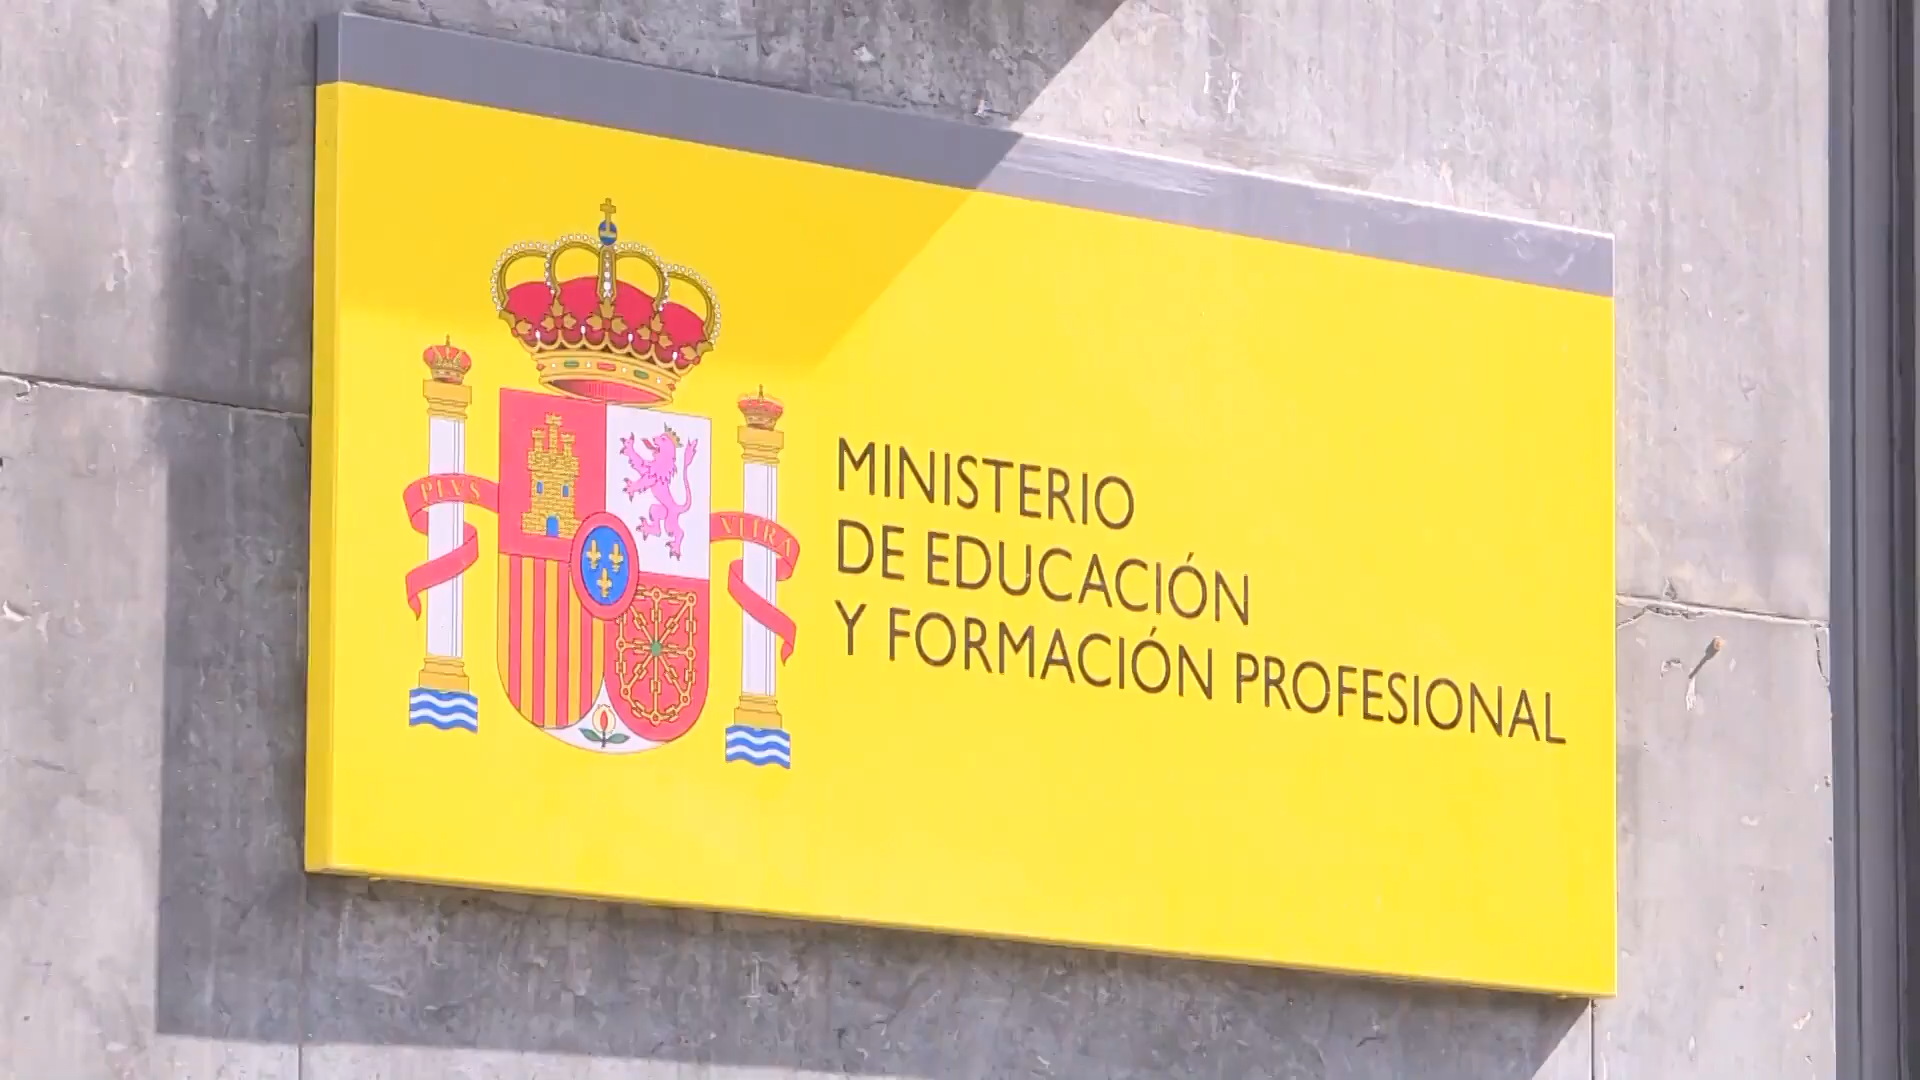 PLVS
VLTRA
MINISTERIO
DE EDUCACIÓN
Y FORMACIÓN PROFESIONAL